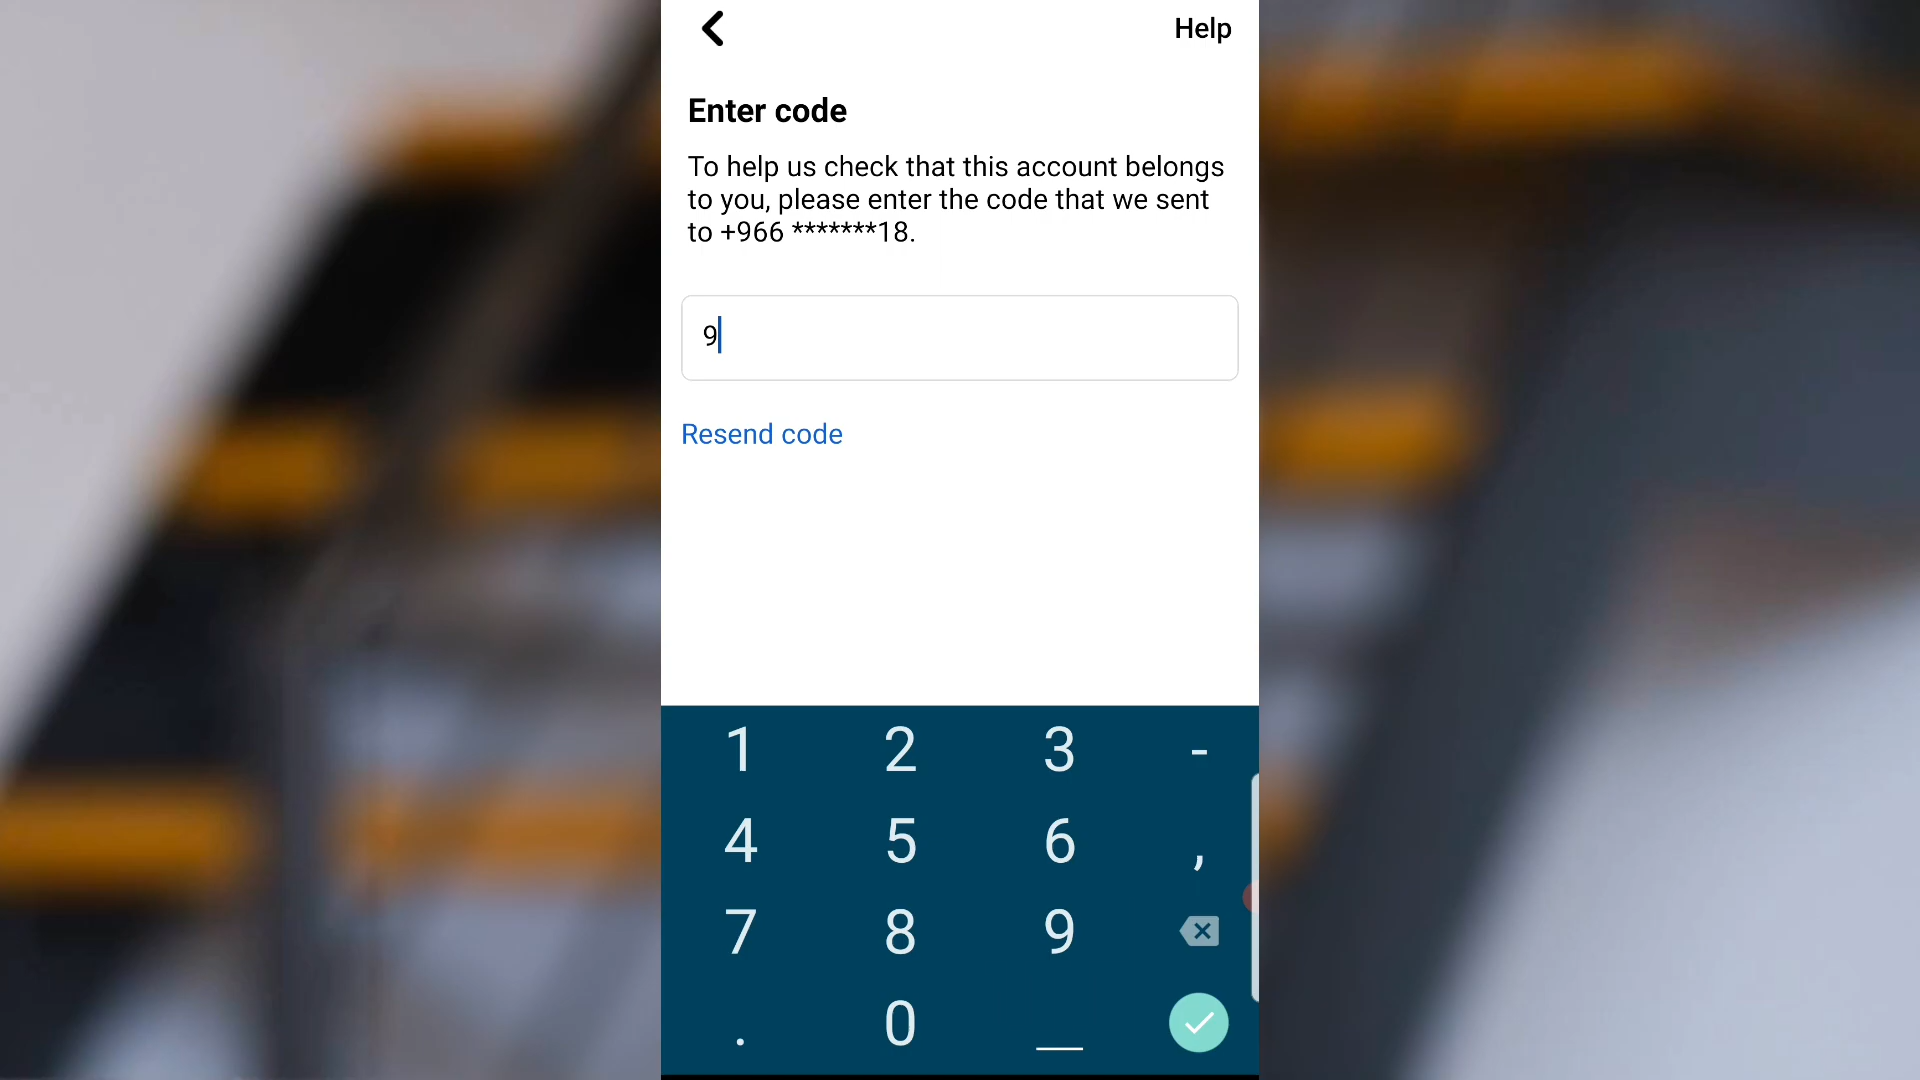 Help
Enter code
To help us check that this account belongs
to you, please enter the code that we sent
to +966 *******18.
9
Resend code
1 2 3 -
4 5 6 ,
7 8 9
. 0 _